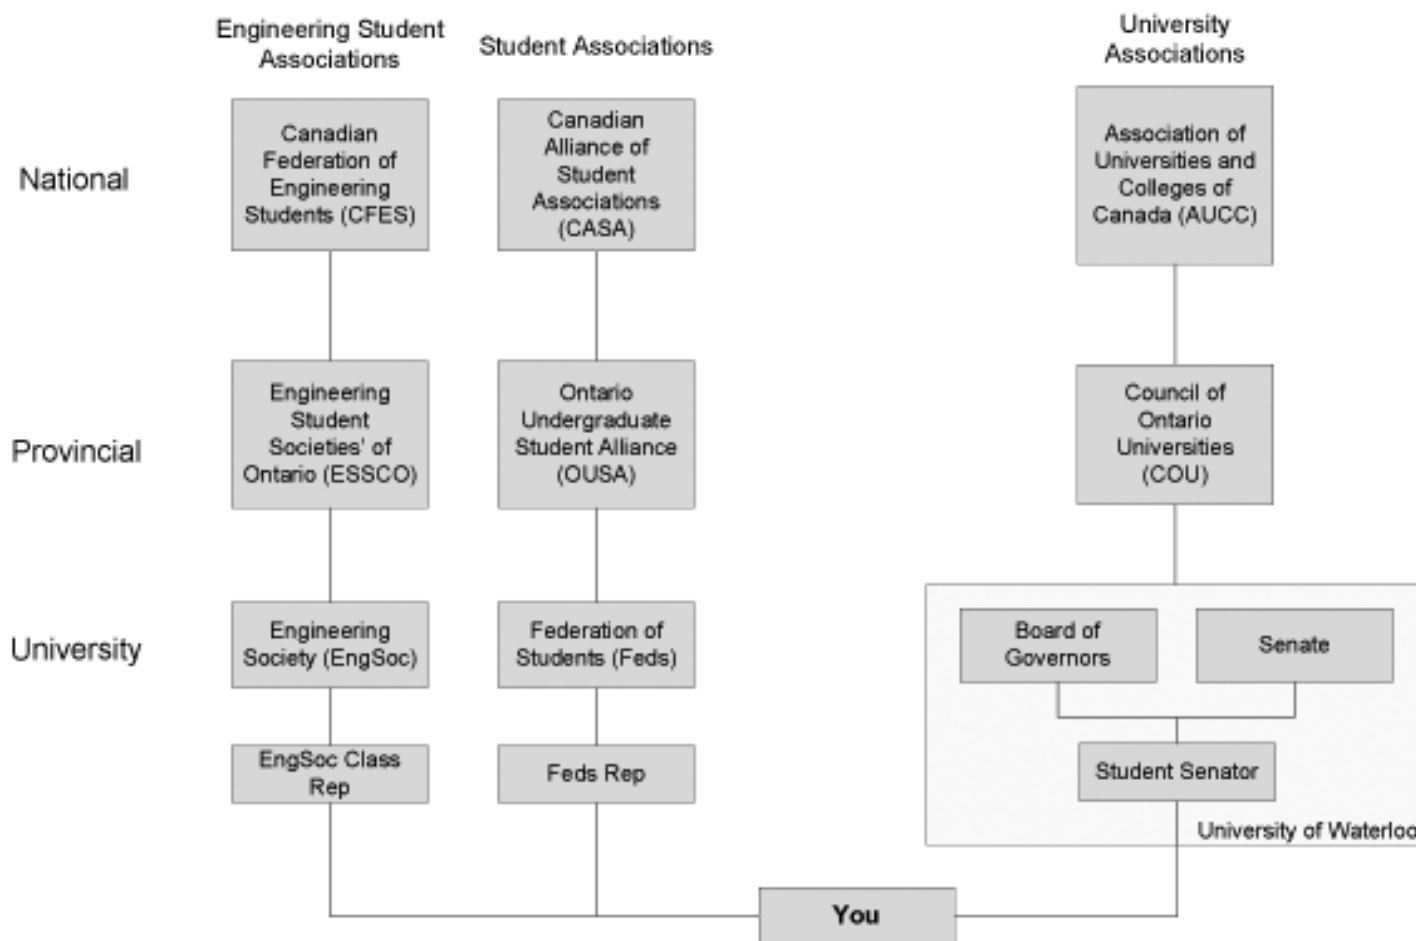 Engineering Student
Associations
Student Associations
University
Associations
National
Canadian
Federation of
Engineering
Students (CFES)
Canadian
Alliance of
Student
Associations
(CASA)
Association of
Universities and
Colleges of
Canada (AUCC)
Provincial
Engineering
Student
Societies' of
Ontario (ESSCO)
Ontario
Undergraduate
Student Alliance
(OUSA)
Council of
Ontario
Universities
(COU)
University
Engineering
Society (EngSoc)
Federation of
Students (Feds)
Board of
Governors
Senate
EngSoc Class
Rep
Feds Rep
Student Senator
University of Waterloo
You